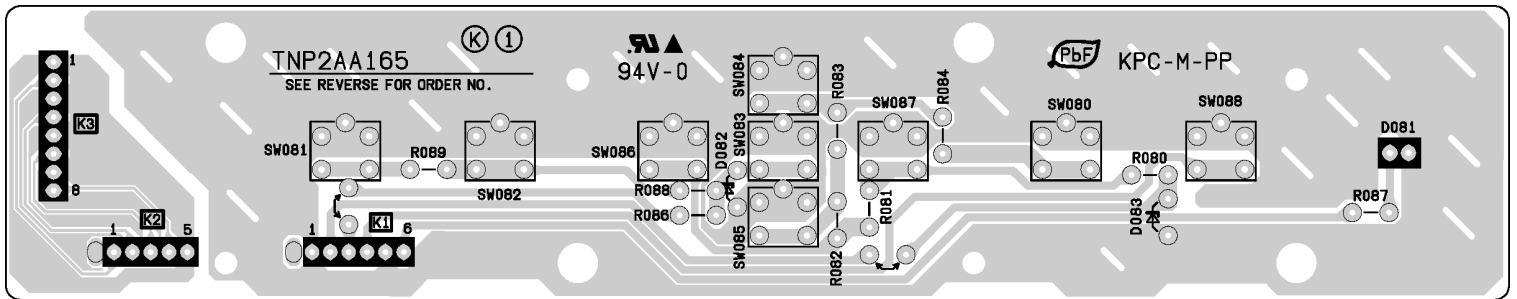 K 1
TNP2AA165
SEE REVERSE FOR ORDER NO.
94V-0
PbF
KPC-M-PP
1
K3
8
K2
1
5
SW081
R089
SW082
K1
1
6
SW086
R088
R086
D082
SW084
SW083
SW085
R083
R082
SW087
R081
R084
SW080
R080
D083
SW088
D081
R087